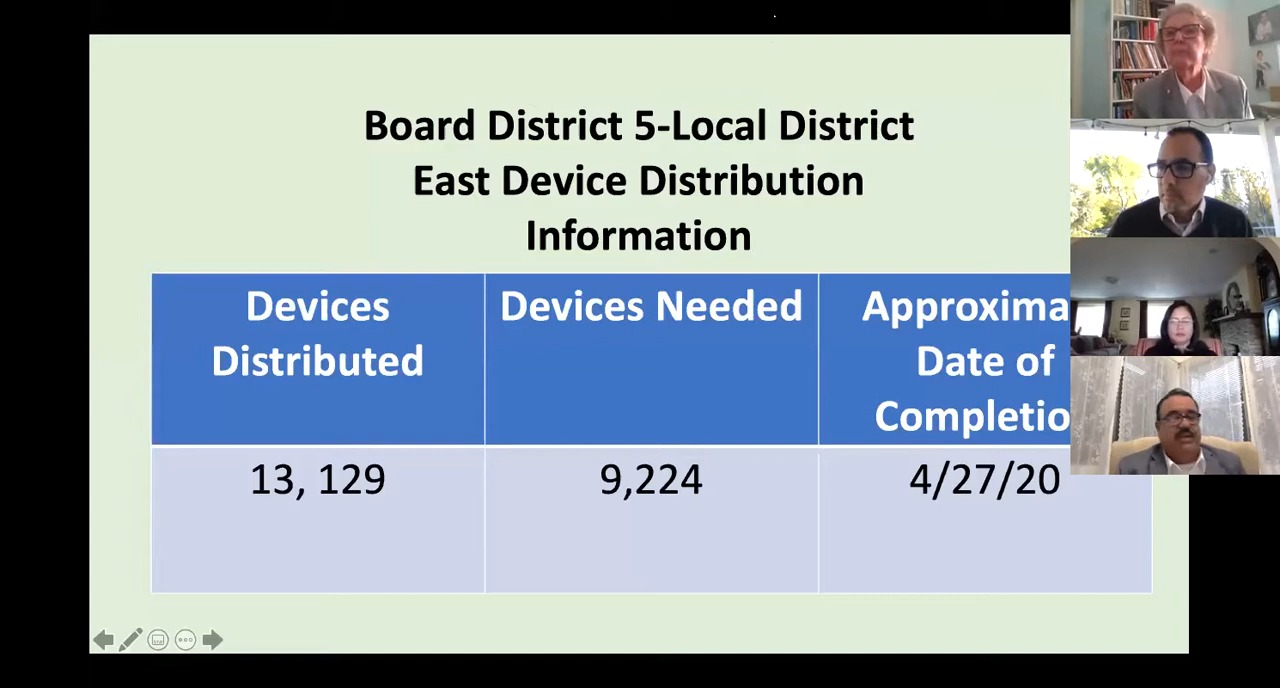 Board District 5-Local District
East Device Distribution
Information
Devices
Distributed
Devices Needed
Approxima
Date of
Completio
13, 129
9,224
4/27/20